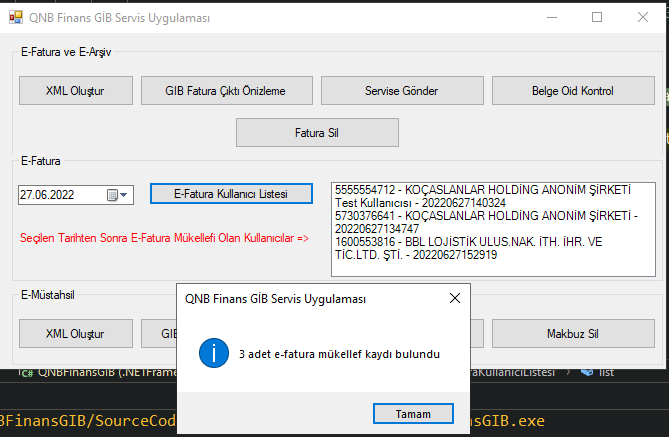 QNB Finans GİB Servis Uygulaması
E-Fatura ve E-Arşiv
XML Oluştur
GIB Fatura Çıktı Önizleme
Servise Gönder
Belge Oid Kontrol
Fatura Sil
E-Fatura
27.06.2022
E-Fatura Kullanıcı Listesi
5555554712 - KOÇASLANLAR HOLDİNG ANONİM ŞİRKETİ
Test Kullanıcısı - 20220627140324
5730376641 - KOÇASLANLAR HOLDİNG ANONİM ŞİRKETİ -
20220627134747
1600553816 - BBL LOJİSTİK ULUS.NAK. İTH. İHR. VE
TİC.LTD. ŞTİ. - 20220627152919
Seçilen Tarihten Sonra E-Fatura Mükellefi Olan Kullanıcılar =>
E-Müstahsil
XML Oluştur
GIB
Makbuz Sil
QNB Finans GİB Servis Uygulaması
3 adet e-fatura mükellef kaydı bulundu
Tamam
QNBFinansGIB (.NETFrame
raKullaniciListesi
list
BFinansGIB/SourceCod
sGIB.exe